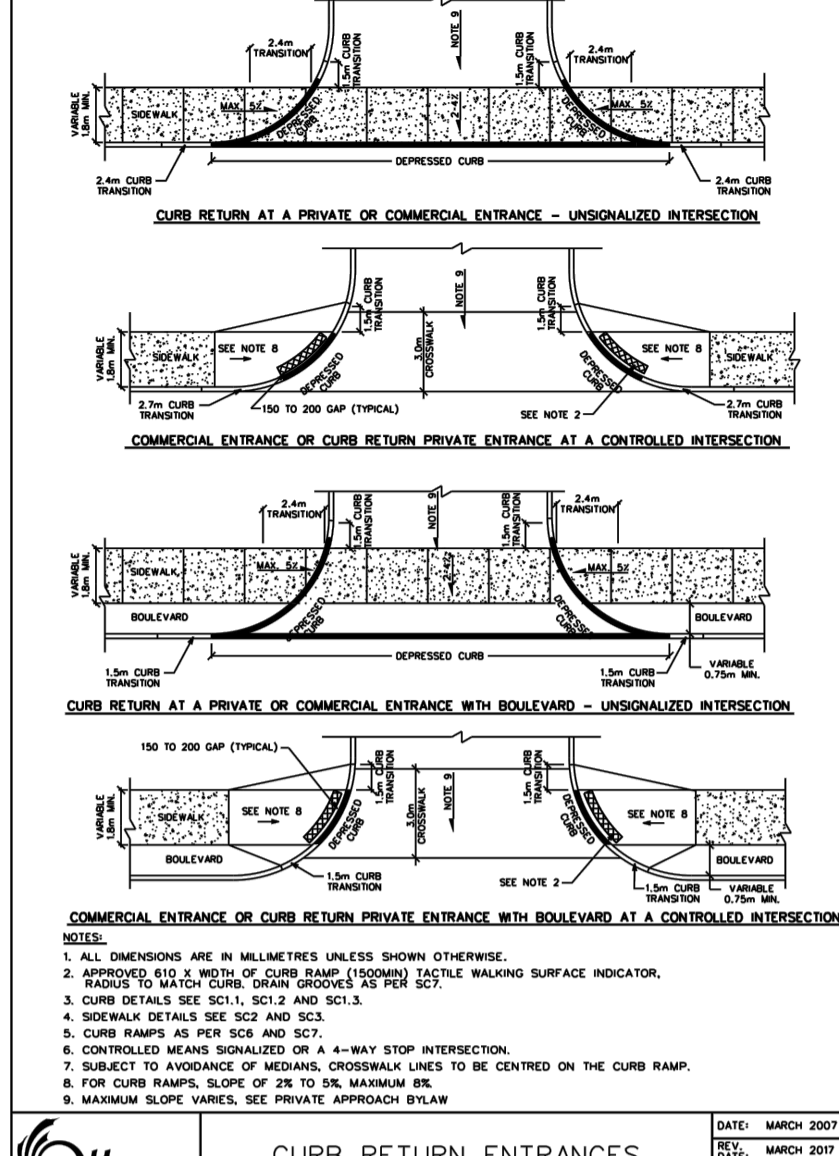 NOTE 9
2.4m TRANSITION
1.5m CURB TRANSITION
1.5m CURB TRANSITION
2.4m TRANSITION
VARIABLE 1.8m MIN.
SIDEWALK
MAX. 5%
DEPRESSED CURB
2-4%
DEPRESSED CURB
MAX. 5%
DEPRESSED CURB
2.4m CURB TRANSITION
2.4m CURB TRANSITION
CURB RETURN AT A PRIVATE OR COMMERCIAL ENTRANCE - UNSIGNALIZED INTERSECTION
NOTE 9
1.5m CURB TRANSITION
1.5m CURB TRANSITION
3.0m CROSSWALK
VARIABLE 1.8m MIN.
SIDEWALK
SEE NOTE 8
DEPRESSED CURB
DEPRESSED CURB
SEE NOTE 8
SIDEWALK
2.7m CURB TRANSITION
150 TO 200 GAP (TYPICAL)
SEE NOTE 2
2.7m CURB TRANSITION
COMMERCIAL ENTRANCE OR CURB RETURN PRIVATE ENTRANCE AT A CONTROLLED INTERSECTION
2.4m TRANSITION
1.5m CURB TRANSITION
NOTE 9
1.5m CURB TRANSITION
2.4m TRANSITION
VARIABLE 1.8m MIN.
SIDEWALK
MAX. 5%
2-4%
MAX. 5%
BOULEVARD
DEPRESSED CURB
DEPRESSED CURB
BOULEVARD
DEPRESSED CURB
1.5m CURB TRANSITION
1.5m CURB TRANSITION
VARIABLE 0.75m MIN.
CURB RETURN AT A PRIVATE OR COMMERCIAL ENTRANCE WITH BOULEVARD - UNSIGNALIZED INTERSECTION
150 TO 200 GAP (TYPICAL)
1.5m CURB TRANSITION
NOTE 9
1.5m CURB TRANSITION
3.0m CROSSWALK
VARIABLE 1.8m MIN.
SIDEWALK
SEE NOTE 8
DEPRESSED CURB
DEPRESSED CURB
SEE NOTE 8
BOULEVARD
BOULEVARD
1.5m CURB TRANSITION
SEE NOTE 2
1.5m CURB TRANSITION
VARIABLE 0.75m MIN.
COMMERCIAL ENTRANCE OR CURB RETURN PRIVATE ENTRANCE WITH BOULEVARD AT A CONTROLLED INTERSECTION
NOTES:
1. ALL DIMENSIONS ARE IN MILLIMETRES UNLESS SHOWN OTHERWISE.
2. APPROVED 610 X WIDTH OF CURB RAMP (1500MIN) TACTILE WALKING SURFACE INDICATOR,
RADIUS TO MATCH CURB. DRAIN GROOVES AS PER SC7.
3. CURB DETAILS SEE SC1.1, SC1.2 AND SC1.3.
4. SIDEWALK DETAILS SEE SC2 AND SC3.
5. CURB RAMPS AS PER SC6 AND SC7.
6. CONTROLLED MEANS SIGNALIZED OR A 4-WAY STOP INTERSECTION.
7. SUBJECT TO AVOIDANCE OF MEDIANS, CROSSWALK LINES TO BE CENTRED ON THE CURB RAMP.
8. FOR CURB RAMPS, SLOPE OF 2% TO 5%, MAXIMUM 8%.
9. MAXIMUM SLOPE VARIES, SEE PRIVATE APPROACH BYLAW
DATE: MARCH 2007
CURB RETURN ENTRANCES
REV. DATE: MARCH 2017